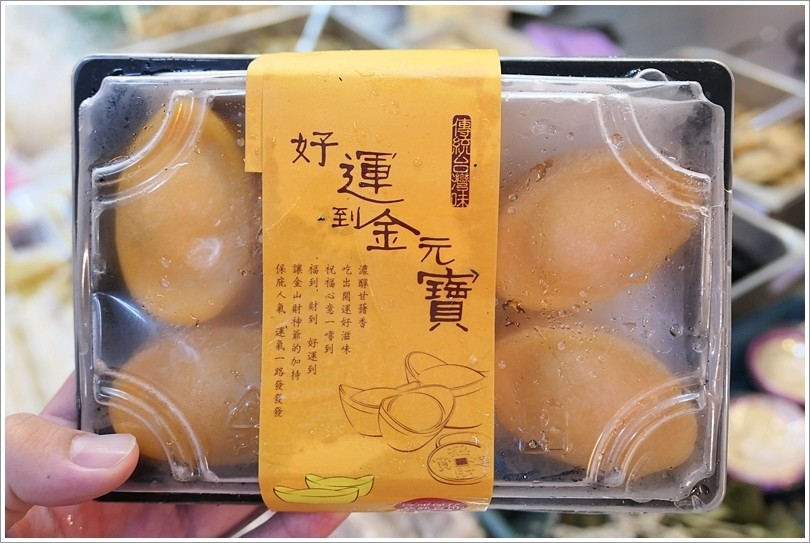 傳統台灣味
好運到金元寶
濃醇甘藷香
吃出開運好滋味
祝福心意一嚐到
福到 財到 好運到
讓金山財神爺的加持
保庇人氣、運氣一路發發發